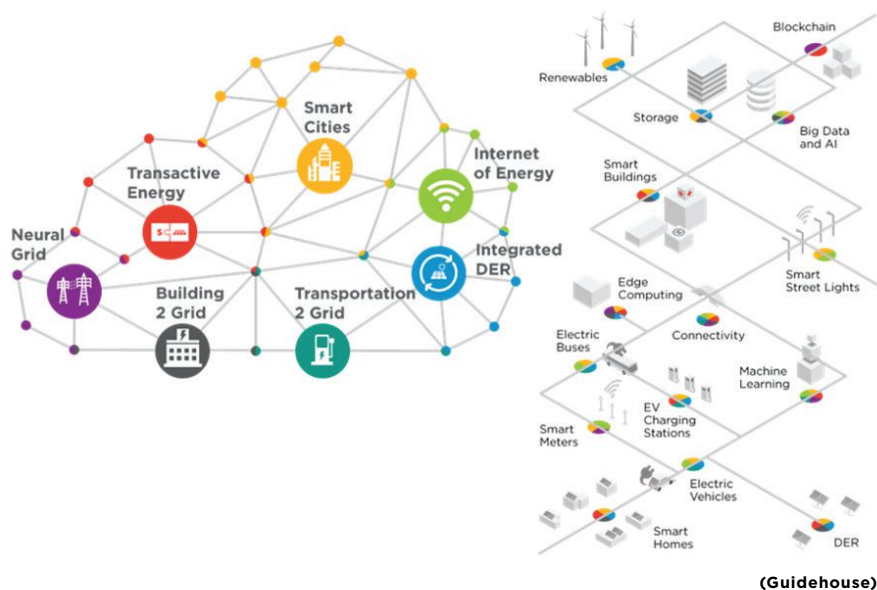 Smart
Cities
Internet
of Energy
Transactive
Energy
$
Neural
Grid
Integrated
DER
Building
2 Grid
Transportation
2 Grid
Blockchain
Renewables
Storage
Big Data
and AI
Smart
Buildings
Smart
Street Lights
Edge
Computing
Connectivity
Electric
Buses
Machine
Learning
EV
Charging
Stations
Smart
Meters
Electric
Vehicles
Smart
Homes
DER
(Guidehouse)